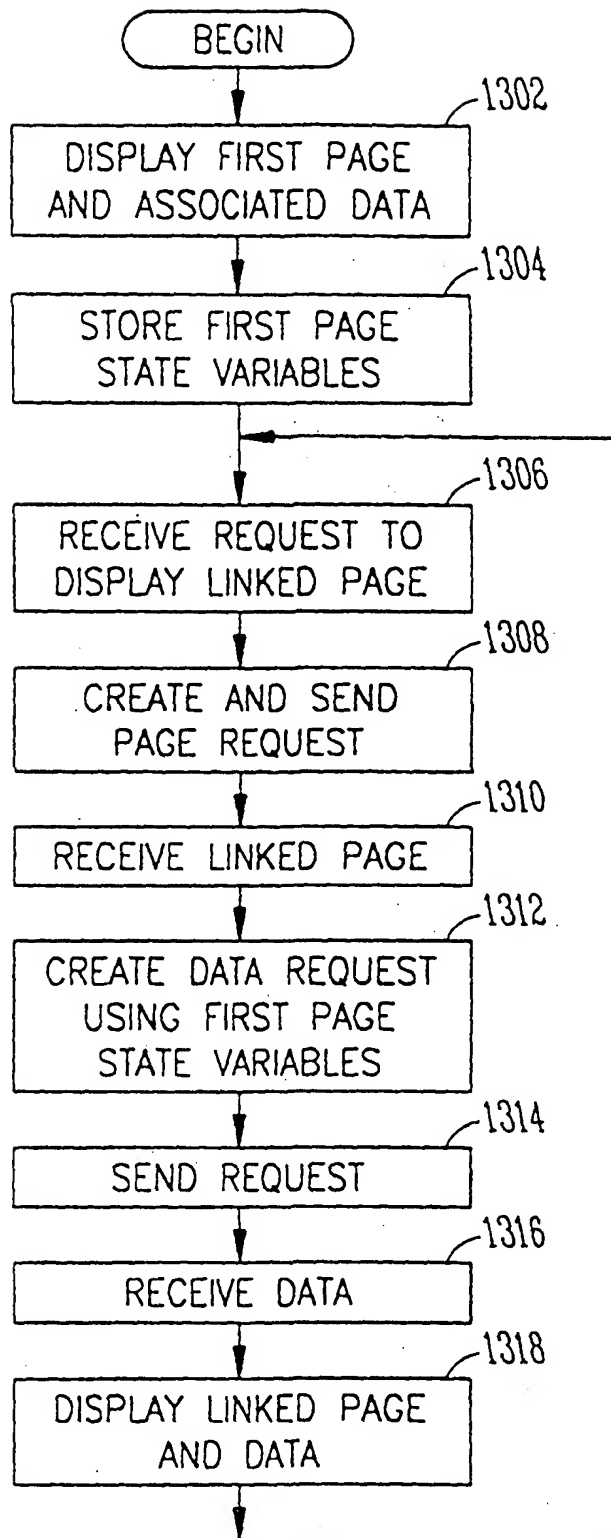 BEGIN
1302
DISPLAY FIRST PAGE
AND ASSOCIATED DATA
1304
STORE FIRST PAGE
STATE VARIABLES
1306
RECEIVE REQUEST TO
DISPLAY LINKED PAGE
1308
CREATE AND SEND
PAGE REQUEST
1310
RECEIVE LINKED PAGE
1312
CREATE DATA REQUEST
USING FIRST PAGE
STATE VARIABLES
1314
SEND REQUEST
1316
RECEIVE DATA
1318
DISPLAY LINKED PAGE
AND DATA